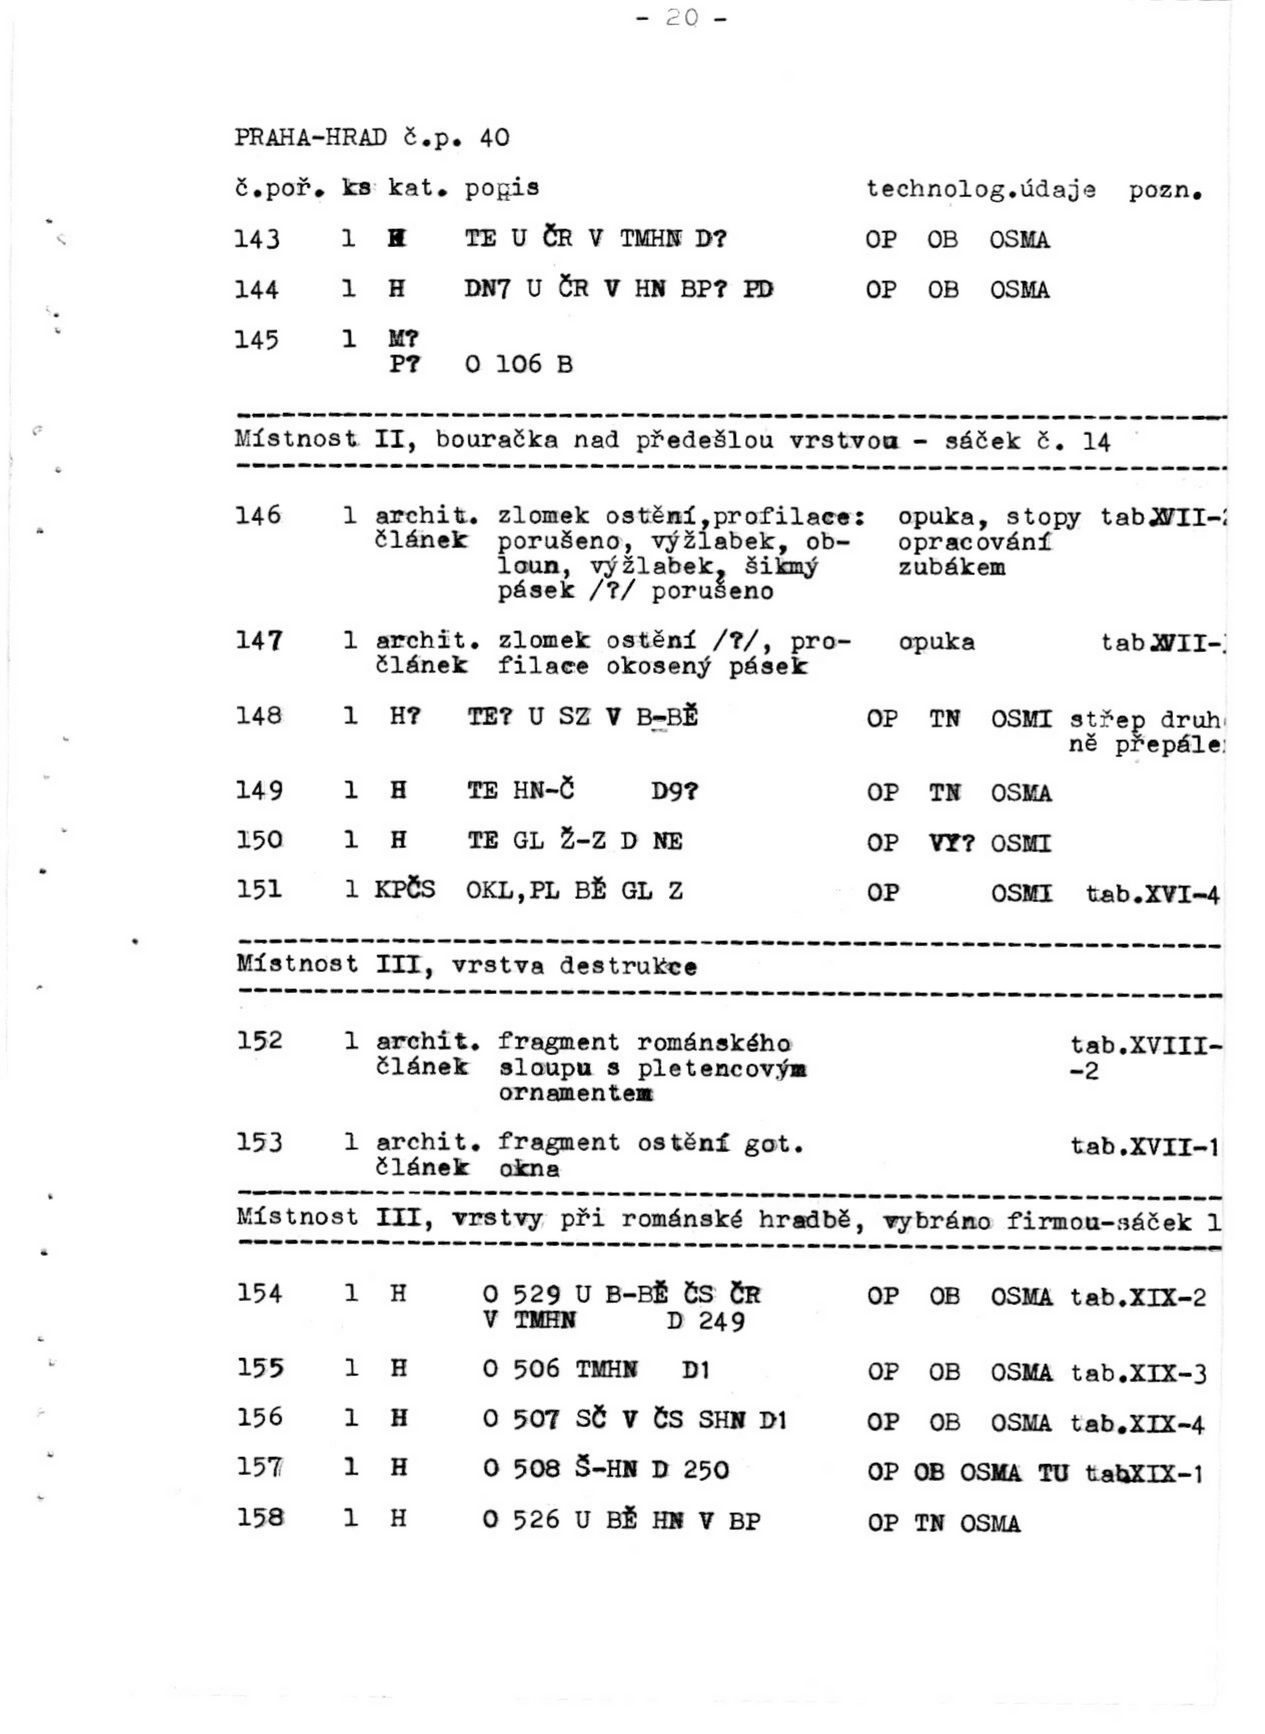 - 20 -
PRAHA-HRAD č.p. 40
č.poř. ks kat. popis technolog.údaje pozn.
143 1 H TE U ČR V TMHN D? OP OB OSMA
144 1 H DN7 U ČR V HN BP? PD OP OB OSMA
145 1 M?
P? O 106 B
Místnost II, bouračka nad předešlou vrstvou - sáček č. 14
146 1 archit. zlomek ostění,profilace: opuka, stopy tab.XVII-2
článek porušeno, výžlabek, ob- opracování
loun, výžlabek, šikmý zubákem
pásek /?/ porušeno
147 1 archit. zlomek ostění /?/, pro- opuka tab.XVII-
článek filace okosený pásek
148 1 H? TE? U SZ V B-BĚ OP TN OSMI střep druh
ně přepále
149 1 H TE HN-Č D9? OP TN OSMA
150 1 H TE GL Ž-Z D NE OP VY? OSMI
151 1 KPČS OKL,PL BĚ GL Z OP OSMI tab.XVI-4
Místnost III, vrstva destrukce
152 1 archit. fragment románského tab.XVIII-
článek sloupu s pletencovým -2
ornamentem
153 1 archit. fragment ostění got. tab.XVII-1
článek okna
Místnost III, vrstvy při románské hradbě, vybráno firmou-sáček 1
154 1 H O 529 U B-BĚ ČS ČR OP OB OSMA tab.XIX-2
V TMHN D 249
155 1 H O 506 TMHN D1 OP OB OSMA tab.XIX-3
156 1 H O 507 SČ V ČS SHN D1 OP OB OSMA tab.XIX-4
157 1 H O 508 Š-HN D 250 OP OB OSMA TU tabXIX-1
158 1 H O 526 U BĚ HN V BP OP TN OSMA